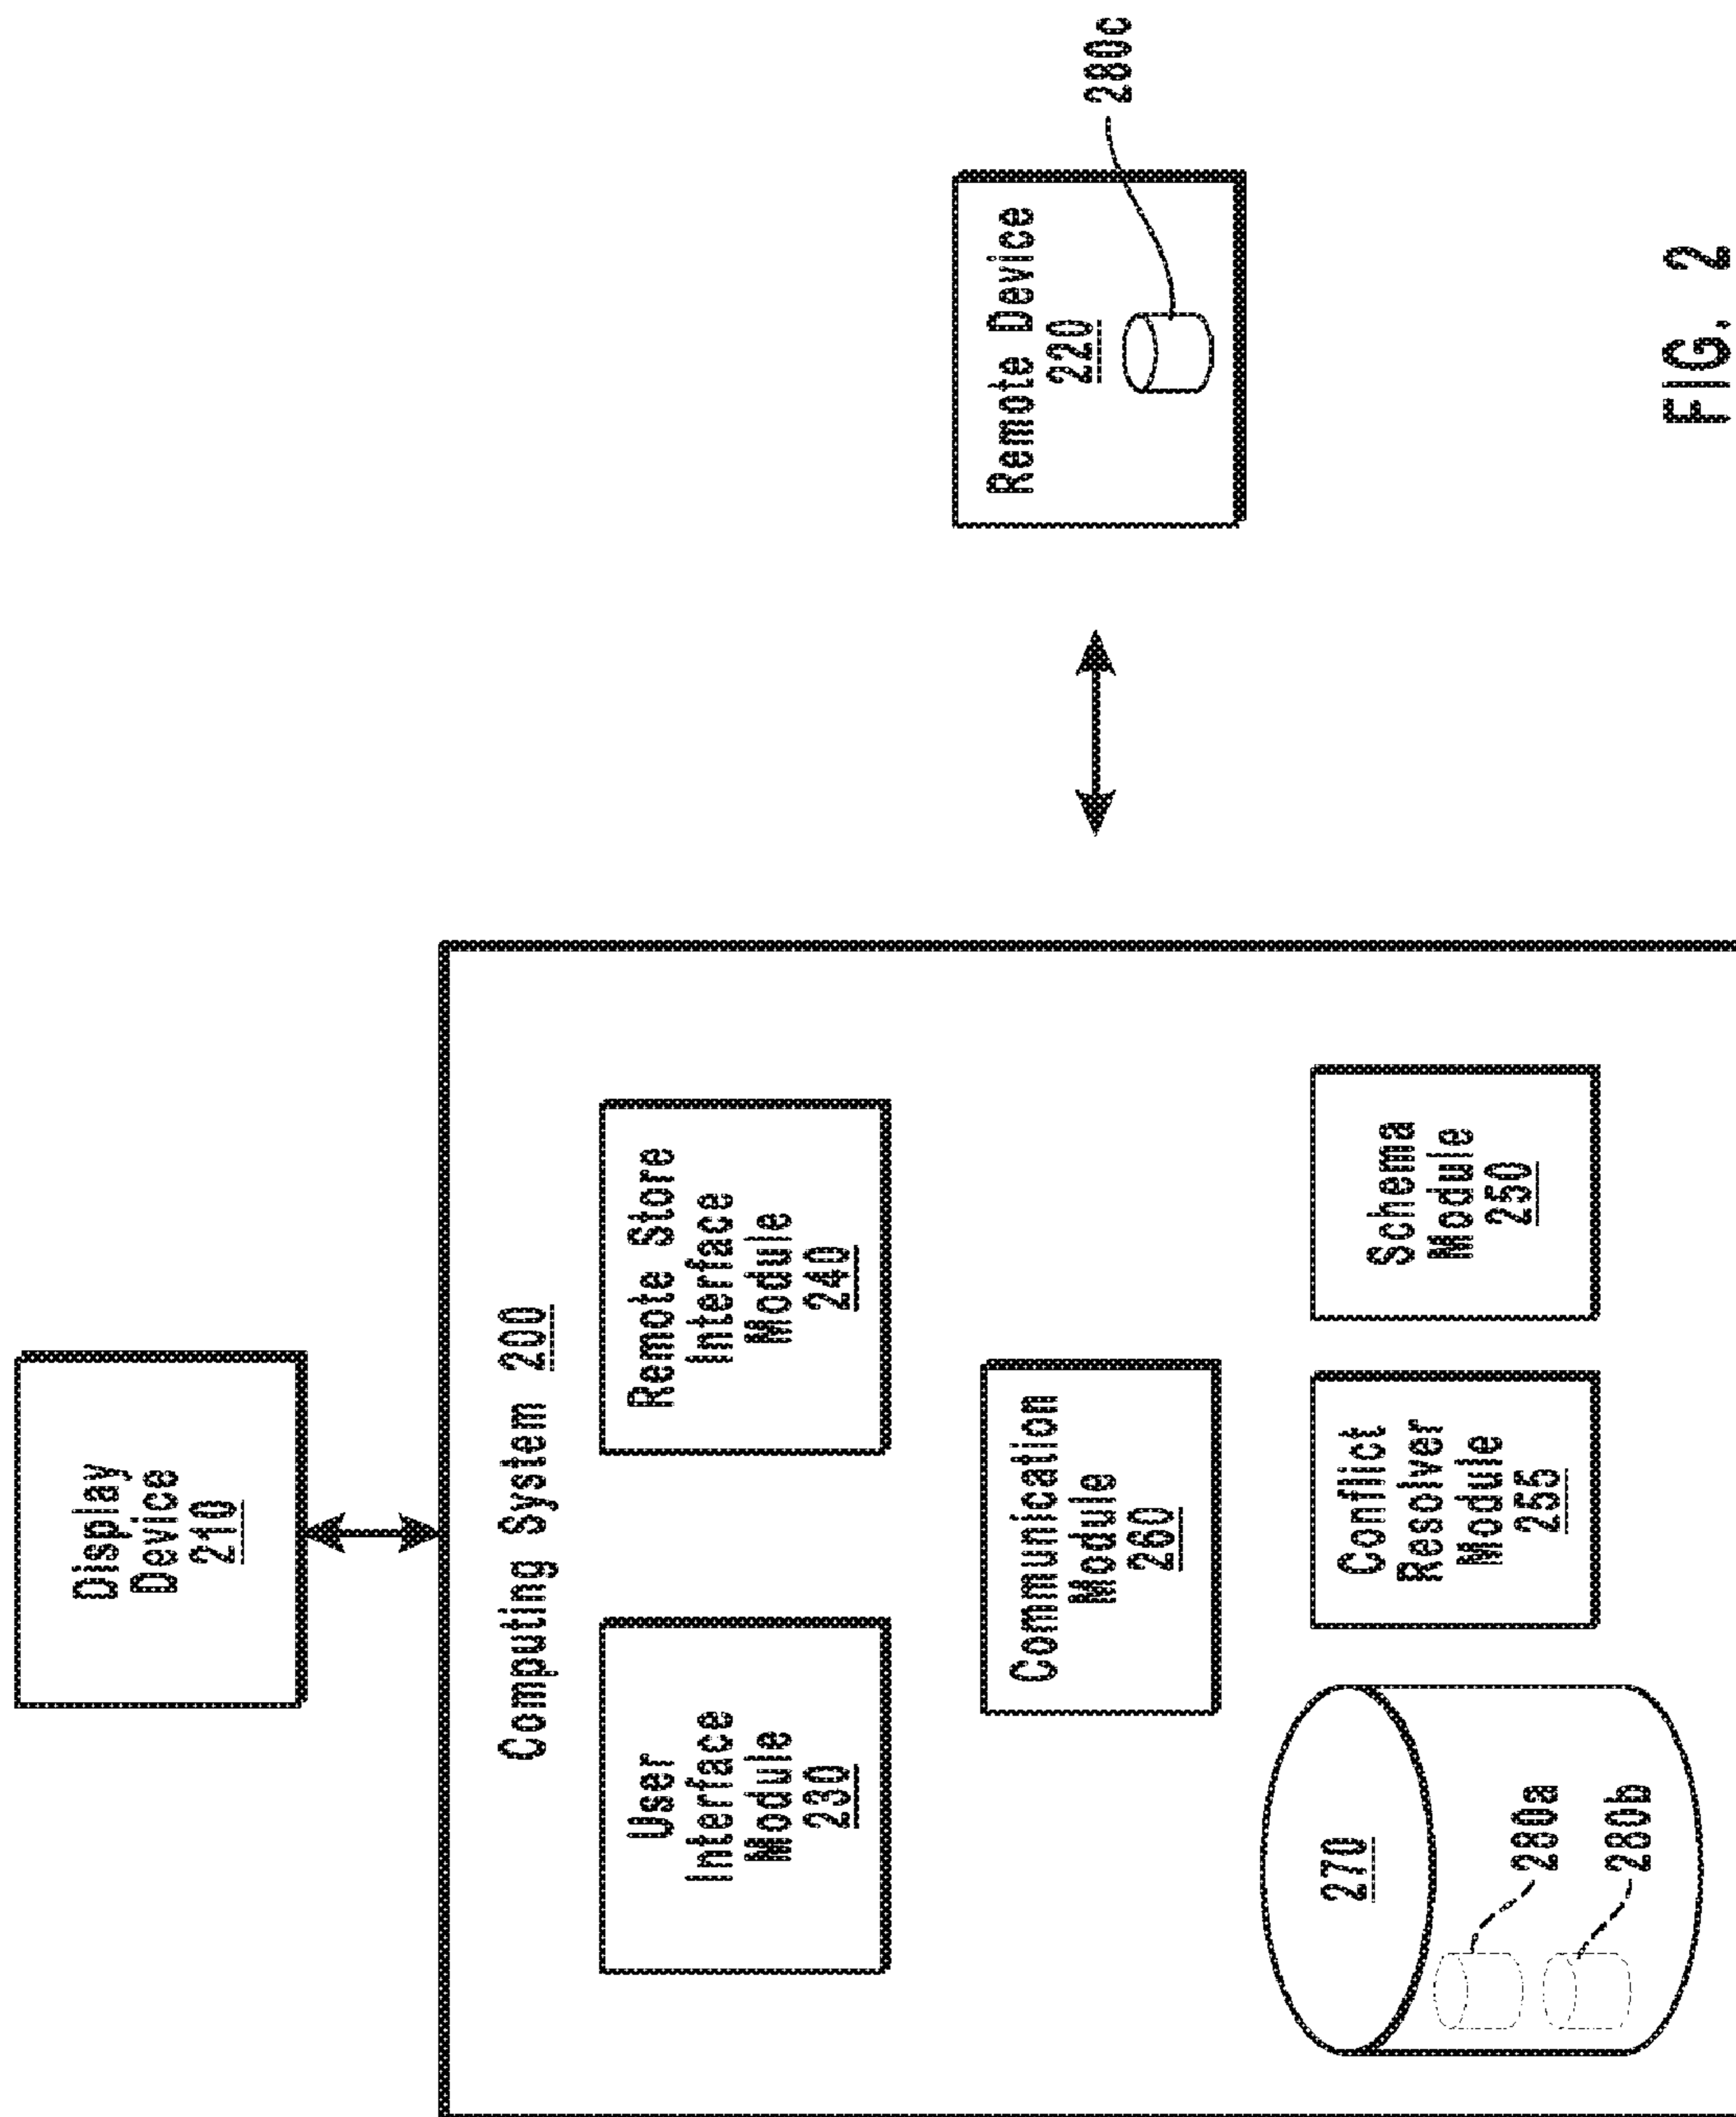 Display
Device
210
Computing System 200
User
Interface
Module
230
Remote Store
Interface
Module
240
Communication
Module
260
270
280a
280b
Conflict
Resolver
Module
255
Schema
Module
250
Remote Device
220
280c
FIG. 2